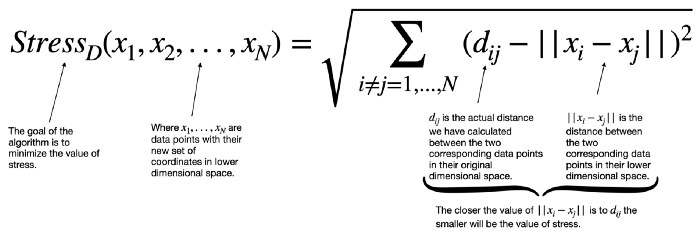 Stress_D(x_1, x_2, ..., x_N) = √ ∑ (d_ij − ||x_i − x_j||)²
i≠j=1,...,N
The goal of the
algorithm is to
minimize the value of
stress.
Where x_1, ..., x_N are
data points with their
new set of
coordinates in lower
dimensional space.
d_ij is the actual distance
we have calculated
between the two
corresponding data points
in their original
dimensional space.
||x_i − x_j|| is the
distance between
the two
corresponding data
points in their lower
dimensional space.
The closer the value of ||x_i − x_j|| is to d_ij the
smaller will be the value of stress.